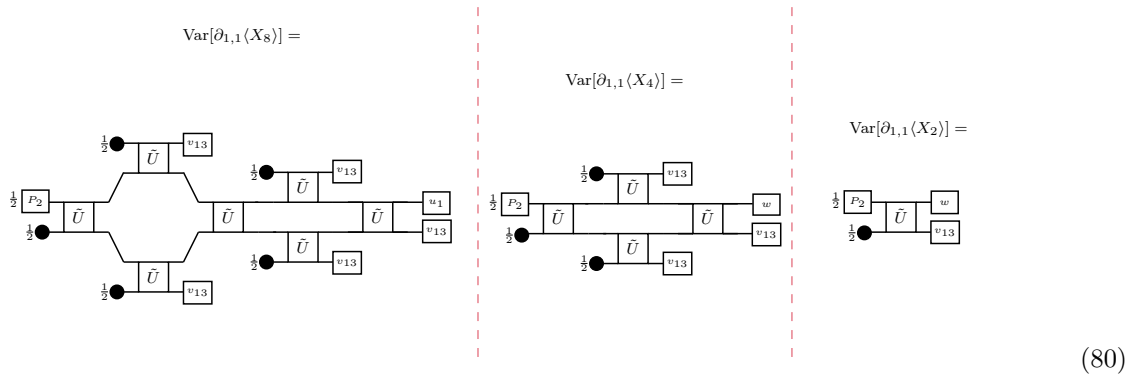 Var[∂₁,₁⟨X₈⟩] =
½ v₁₃
Ũ
½ v₁₃
Ũ
½ P₂ u₁
Ũ Ũ Ũ
½ v₁₃
Ũ
½ v₁₃
Ũ
½ v₁₃
Var[∂₁,₁⟨X₄⟩] =
½ v₁₃
Ũ
½ P₂ w
Ũ Ũ
½ v₁₃
Ũ
½ v₁₃
Var[∂₁,₁⟨X₂⟩] =
½ P₂ w
Ũ
½ v₁₃
(80)